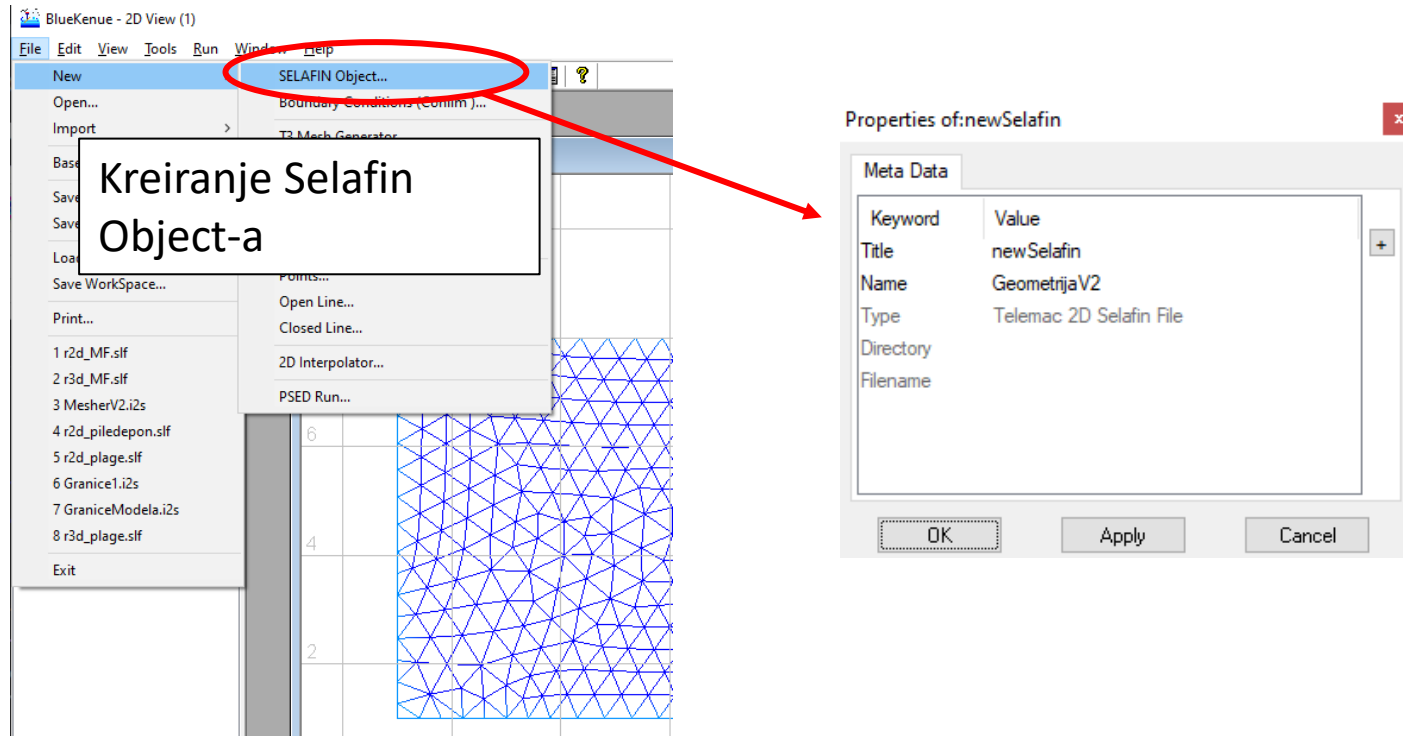 BlueKenue - 2D View (1)
File Edit View Tools Run Window Help
New
Open...
Import >
Base
Save
Save
Load
Save WorkSpace...
Print...
1 r2d_MF.slf
2 r3d_MF.slf
3 MesherV2.i2s
4 r2d_piledepon.slf
5 r2d_plage.slf
6 Granice1.i2s
7 GraniceModela.i2s
8 r3d_plage.slf
Exit
SELAFIN Object...
Boundary Conditions (Conlim )...
T3 Mesh Generator
Points...
Open Line...
Closed Line...
2D Interpolator...
PSED Run...
Kreiranje Selafin
Object-a
6
4
2
Properties of:newSelafin
x
Meta Data
Keyword Value
Title newSelafin
Name GeometrijaV2
Type Telemac 2D Selafin File
Directory
Filename
+
OK Apply Cancel